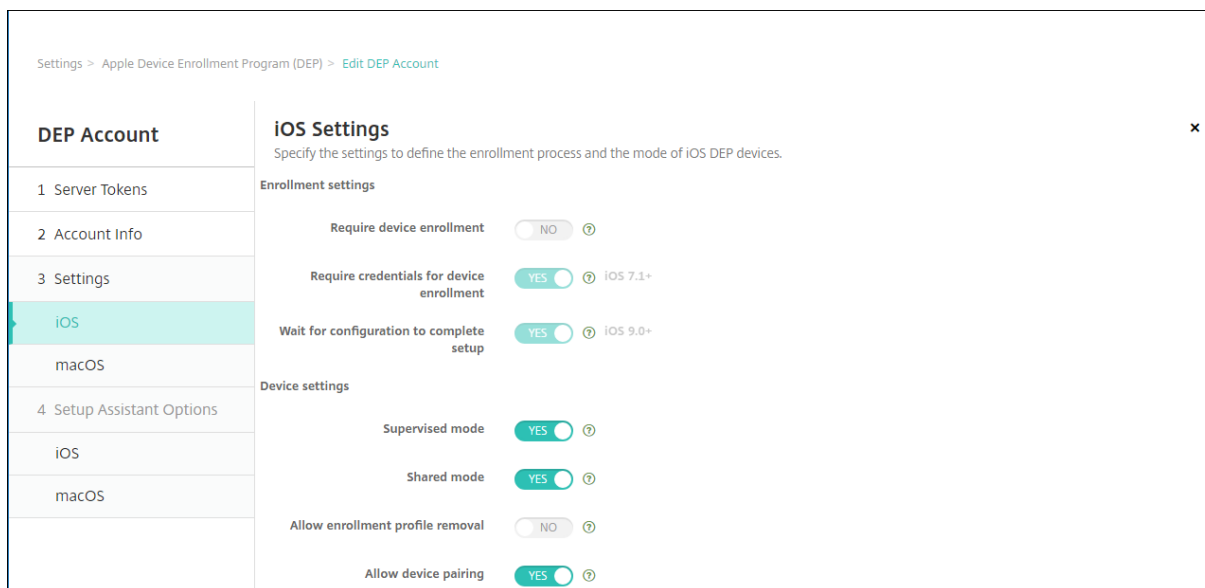 Settings > Apple Device Enrollment Program (DEP) > Edit DEP Account
DEP Account
1 Server Tokens
2 Account Info
3 Settings
iOS
macOS
4 Setup Assistant Options
iOS
macOS
iOS Settings
Specify the settings to define the enrollment process and the mode of iOS DEP devices.
Enrollment settings
Require device enrollment NO ?
Require credentials for device
enrollment YES ? iOS 7.1+
Wait for configuration to complete
setup YES ? iOS 9.0+
Device settings
Supervised mode YES ?
Shared mode YES ?
Allow enrollment profile removal NO ?
Allow device pairing YES ?